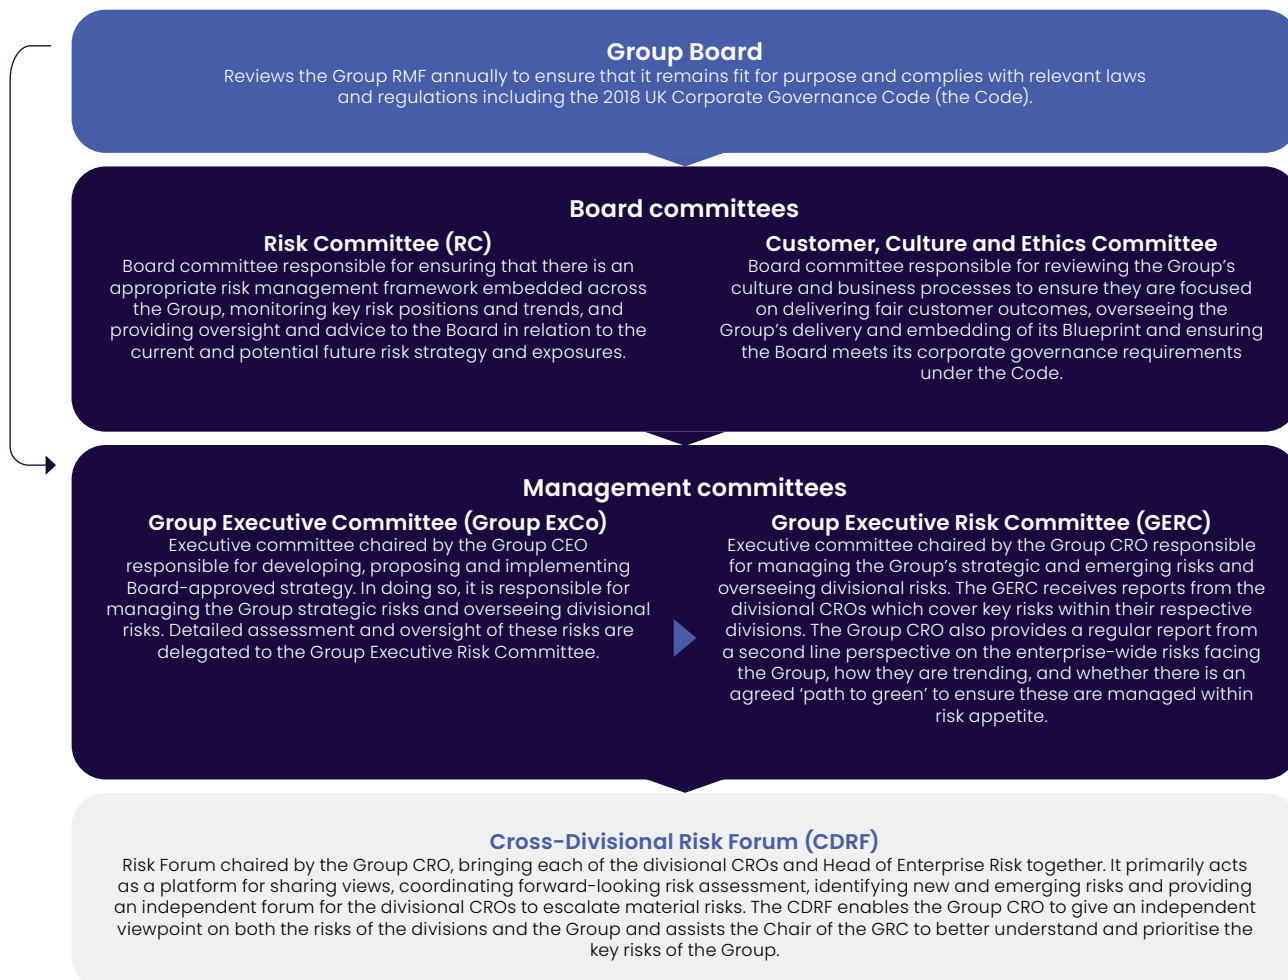 Group Board
Reviews the Group RMF annually to ensure that it remains fit for purpose and complies with relevant laws
and regulations including the 2018 UK Corporate Governance Code (the Code).
Board committees
Risk Committee (RC)
Board committee responsible for ensuring that there is an
appropriate risk management framework embedded across
the Group, monitoring key risk positions and trends, and
providing oversight and advice to the Board in relation to the
current and potential future risk strategy and exposures.
Customer, Culture and Ethics Committee
Board committee responsible for reviewing the Group’s
culture and business processes to ensure they are focused
on delivering fair customer outcomes, overseeing the
Group’s delivery and embedding of its Blueprint and ensuring
the Board meets its corporate governance requirements
under the Code.
Management committees
Group Executive Committee (Group ExCo)
Executive committee chaired by the Group CEO
responsible for developing, proposing and implementing
Board-approved strategy. In doing so, it is responsible for
managing the Group strategic risks and overseeing divisional
risks. Detailed assessment and oversight of these risks are
delegated to the Group Executive Risk Committee.
Group Executive Risk Committee (GERC)
Executive committee chaired by the Group CRO responsible
for managing the Group’s strategic and emerging risks and
overseeing divisional risks. The GERC receives reports from the
divisional CROs which cover key risks within their respective
divisions. The Group CRO also provides a regular report from
a second line perspective on the enterprise-wide risks facing
the Group, how they are trending, and whether there is an
agreed ‘path to green’ to ensure these are managed within
risk appetite.
Cross-Divisional Risk Forum (CDRF)
Risk Forum chaired by the Group CRO, bringing each of the divisional CROs and Head of Enterprise Risk together. It primarily acts
as a platform for sharing views, coordinating forward-looking risk assessment, identifying new and emerging risks and providing
an independent forum for the divisional CROs to escalate material risks. The CDRF enables the Group CRO to give an independent
viewpoint on both the risks of the divisions and the Group and assists the Chair of the GRC to better understand and prioritise the
key risks of the Group.